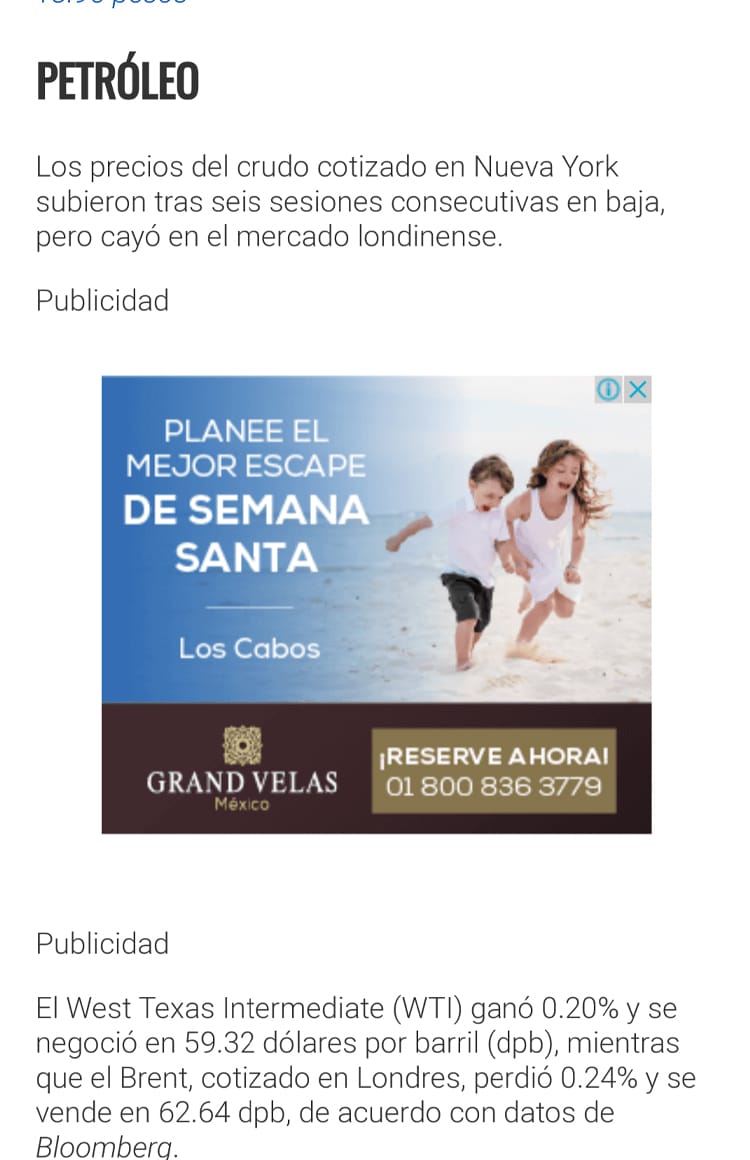 PETRÓLEO
Los precios del crudo cotizado en Nueva York
subieron tras seis sesiones consecutivas en baja,
pero cayó en el mercado londinense.
Publicidad
PLANEE EL
MEJOR ESCAPE
DE SEMANA
SANTA
Los Cabos
GRAND VELAS
México
¡RESERVE AHORA!
01 800 836 3779
Publicidad
El West Texas Intermediate (WTI) ganó 0.20% y se
negoció en 59.32 dólares por barril (dpb), mientras
que el Brent, cotizado en Londres, perdió 0.24% y se
vende en 62.64 dpb, de acuerdo con datos de
Bloomberg.